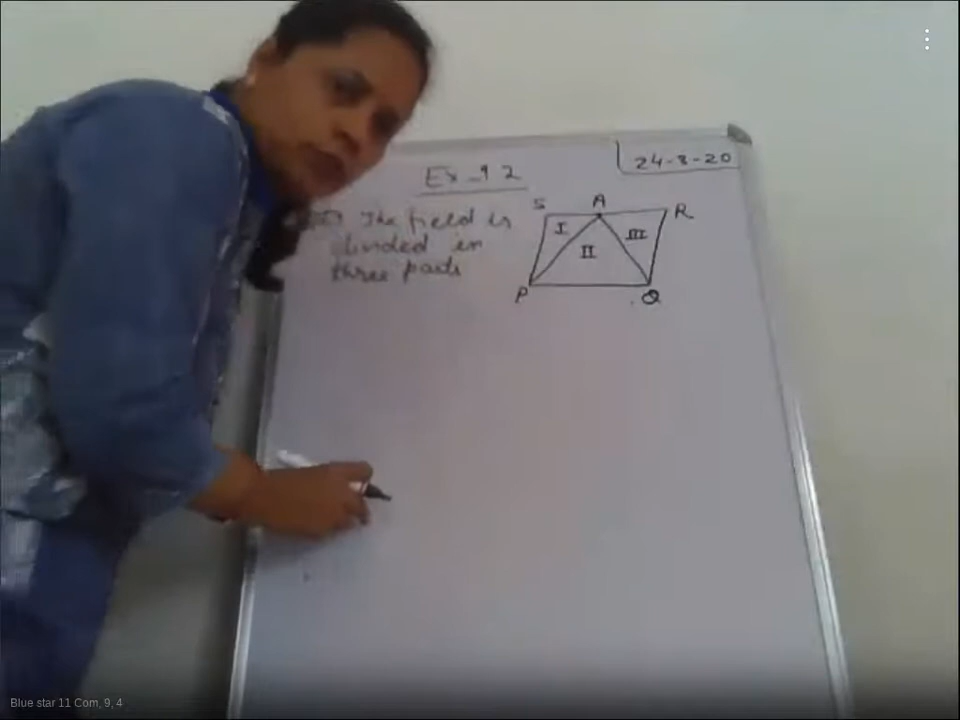 Ex-9.2
24-3-20
The field is
divided in
three parts
S A R
I II III
P Q
Blue star 11 Com, 9, 4